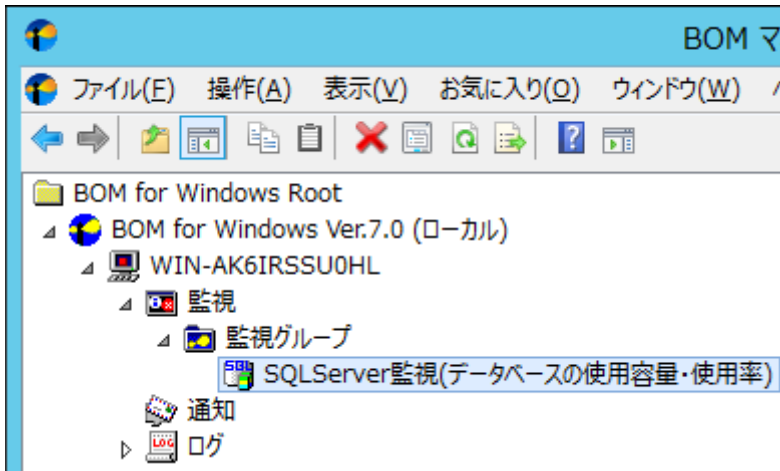 BOM マ
ファイル(F) 操作(A) 表示(V) お気に入り(O) ウィンドウ(W)
BOM for Windows Root
BOM for Windows Ver.7.0 (ローカル)
WIN-AK6IRSSU0HL
監視
監視グループ
SQLServer監視(データベースの使用容量・使用率)
通知
LOG ログ